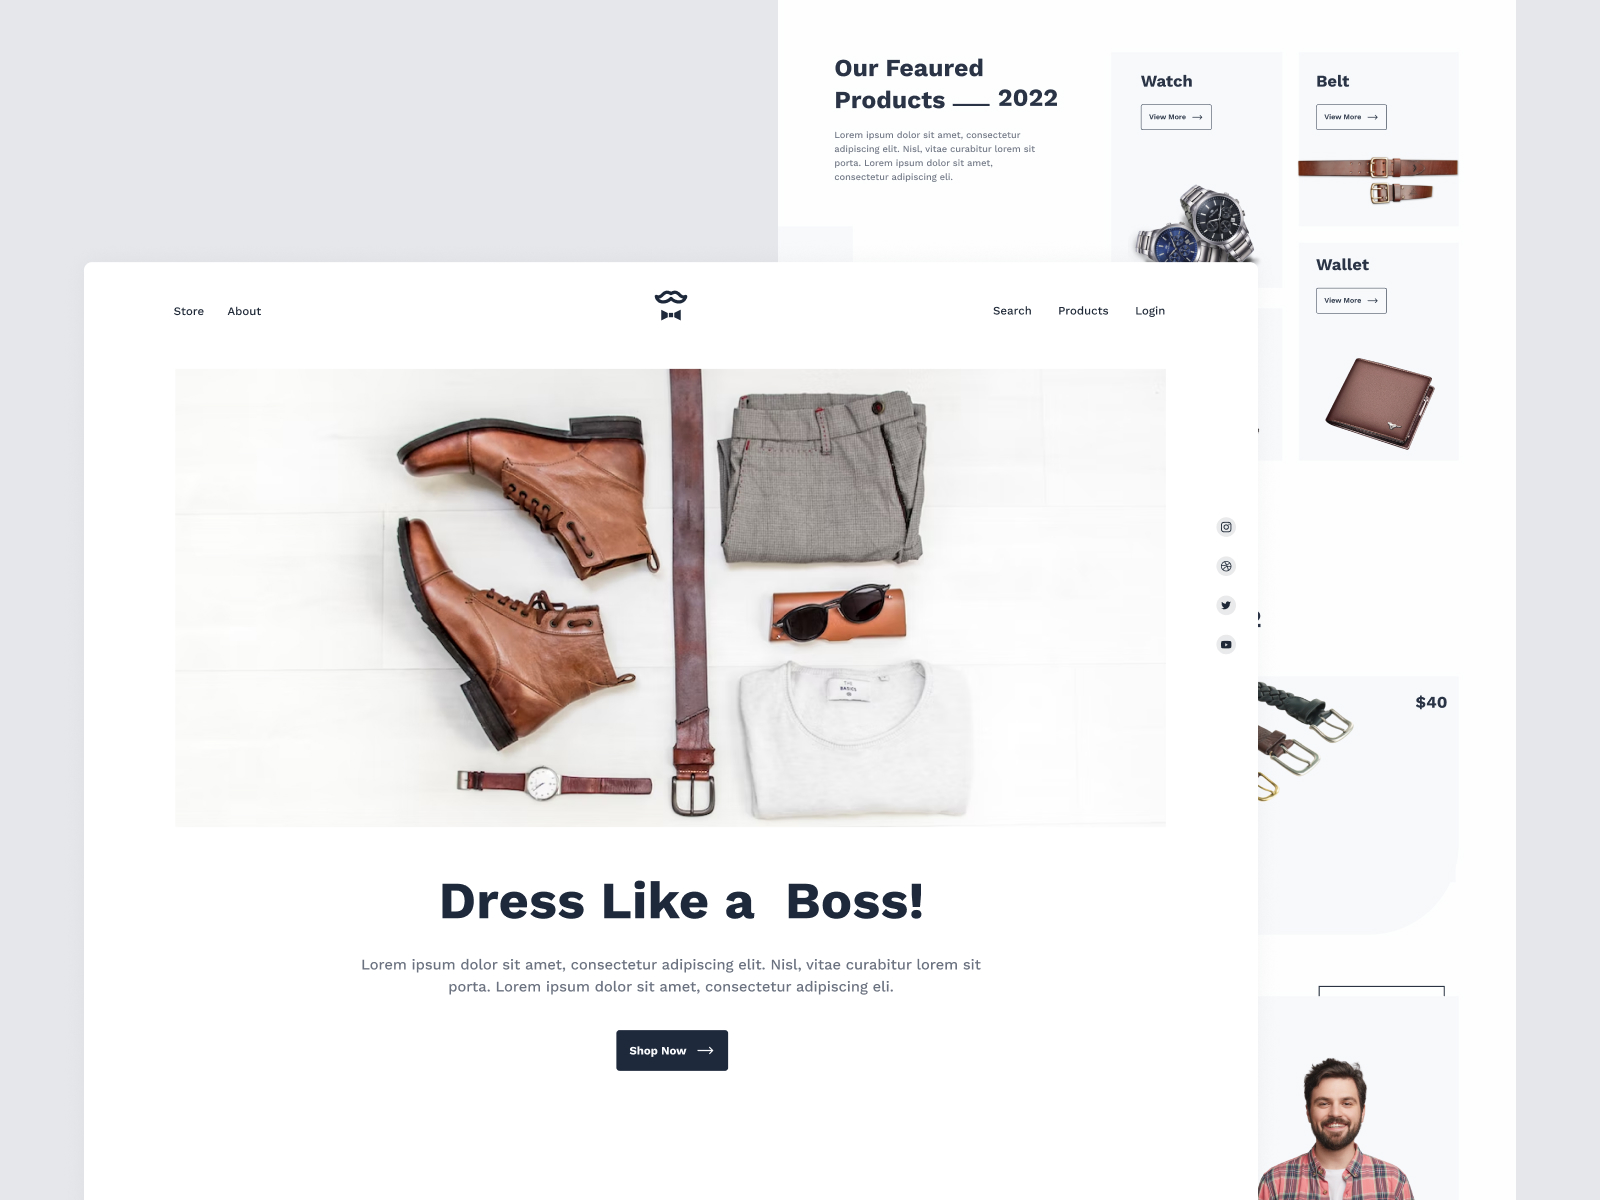 Our Feaured
Products 2022
Lorem ipsum dolor sit amet, consectetur
adipiscing elit. Nisl, vitae curabitur lorem sit
porta. Lorem ipsum dolor sit amet,
consectetur adipiscing eli.
Watch
View More
Belt
View More
Wallet
View More
Store About
Search Products Login
THE
BASICS
$40
Dress Like a Boss!
Lorem ipsum dolor sit amet, consectetur adipiscing elit. Nisl, vitae curabitur lorem sit
porta. Lorem ipsum dolor sit amet, consectetur adipiscing eli.
Shop Now